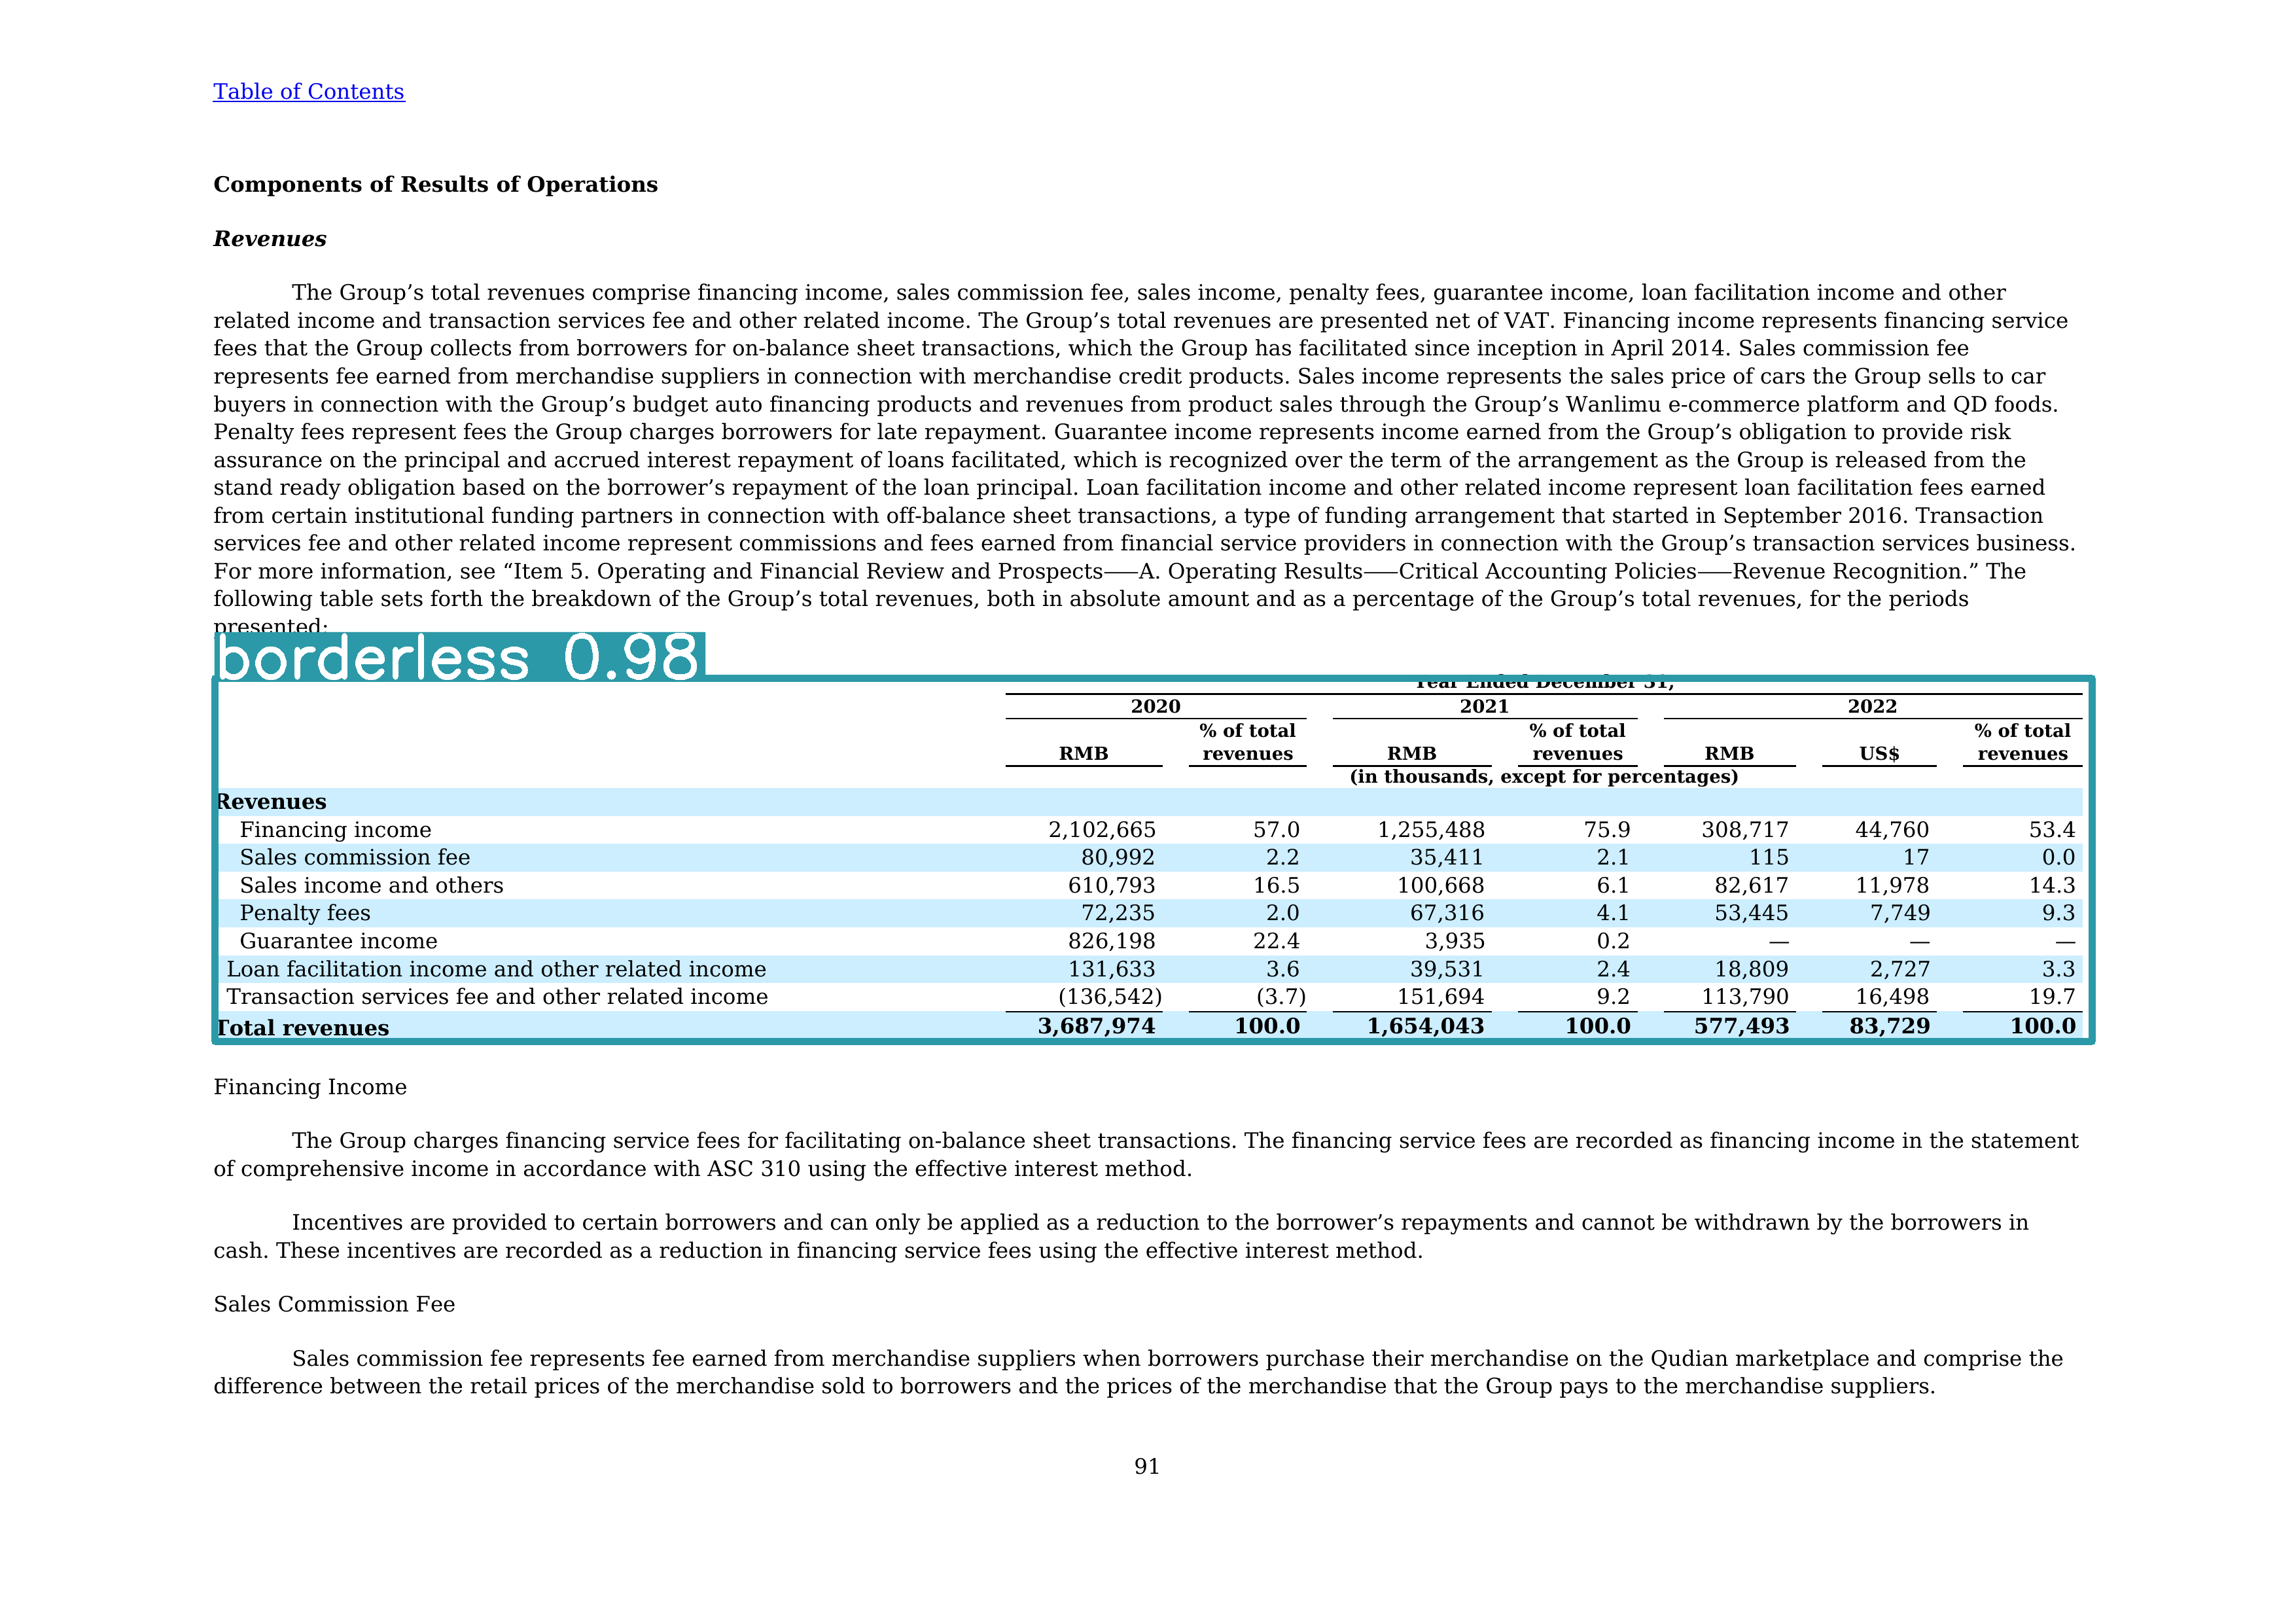 Table of Contents
Components of Results of Operations
Revenues
The Group’s total revenues comprise financing income, sales commission fee, sales income, penalty fees, guarantee income, loan facilitation income and other
related income and transaction services fee and other related income. The Group’s total revenues are presented net of VAT. Financing income represents financing service
fees that the Group collects from borrowers for on-balance sheet transactions, which the Group has facilitated since inception in April 2014. Sales commission fee
represents fee earned from merchandise suppliers in connection with merchandise credit products. Sales income represents the sales price of cars the Group sells to car
buyers in connection with the Group’s budget auto financing products and revenues from product sales through the Group’s Wanlimu e-commerce platform and QD foods.
Penalty fees represent fees the Group charges borrowers for late repayment. Guarantee income represents income earned from the Group’s obligation to provide risk
assurance on the principal and accrued interest repayment of loans facilitated, which is recognized over the term of the arrangement as the Group is released from the
stand ready obligation based on the borrower’s repayment of the loan principal. Loan facilitation income and other related income represent loan facilitation fees earned
from certain institutional funding partners in connection with off-balance sheet transactions, a type of funding arrangement that started in September 2016. Transaction
services fee and other related income represent commissions and fees earned from financial service providers in connection with the Group’s transaction services business.
For more information, see “Item 5. Operating and Financial Review and Prospects—–A. Operating Results—–Critical Accounting Policies—–Revenue Recognition.” The
following table sets forth the breakdown of the Group’s total revenues, both in absolute amount and as a percentage of the Group’s total revenues, for the periods
presented:
borderless 0.98
Year Ended December 31,
2020 2021 2022
% of total % of total % of total
RMB revenues RMB revenues RMB US$ revenues
(in thousands, except for percentages)
Revenues
Financing income 2,102,665 57.0 1,255,488 75.9 308,717 44,760 53.4
Sales commission fee 80,992 2.2 35,411 2.1 115 17 0.0
Sales income and others 610,793 16.5 100,668 6.1 82,617 11,978 14.3
Penalty fees 72,235 2.0 67,316 4.1 53,445 7,749 9.3
Guarantee income 826,198 22.4 3,935 0.2 — — —
Loan facilitation income and other related income 131,633 3.6 39,531 2.4 18,809 2,727 3.3
Transaction services fee and other related income (136,542) (3.7) 151,694 9.2 113,790 16,498 19.7
Total revenues 3,687,974 100.0 1,654,043 100.0 577,493 83,729 100.0
Financing Income
The Group charges financing service fees for facilitating on-balance sheet transactions. The financing service fees are recorded as financing income in the statement
of comprehensive income in accordance with ASC 310 using the effective interest method.
Incentives are provided to certain borrowers and can only be applied as a reduction to the borrower’s repayments and cannot be withdrawn by the borrowers in
cash. These incentives are recorded as a reduction in financing service fees using the effective interest method.
Sales Commission Fee
Sales commission fee represents fee earned from merchandise suppliers when borrowers purchase their merchandise on the Qudian marketplace and comprise the
difference between the retail prices of the merchandise sold to borrowers and the prices of the merchandise that the Group pays to the merchandise suppliers.
91